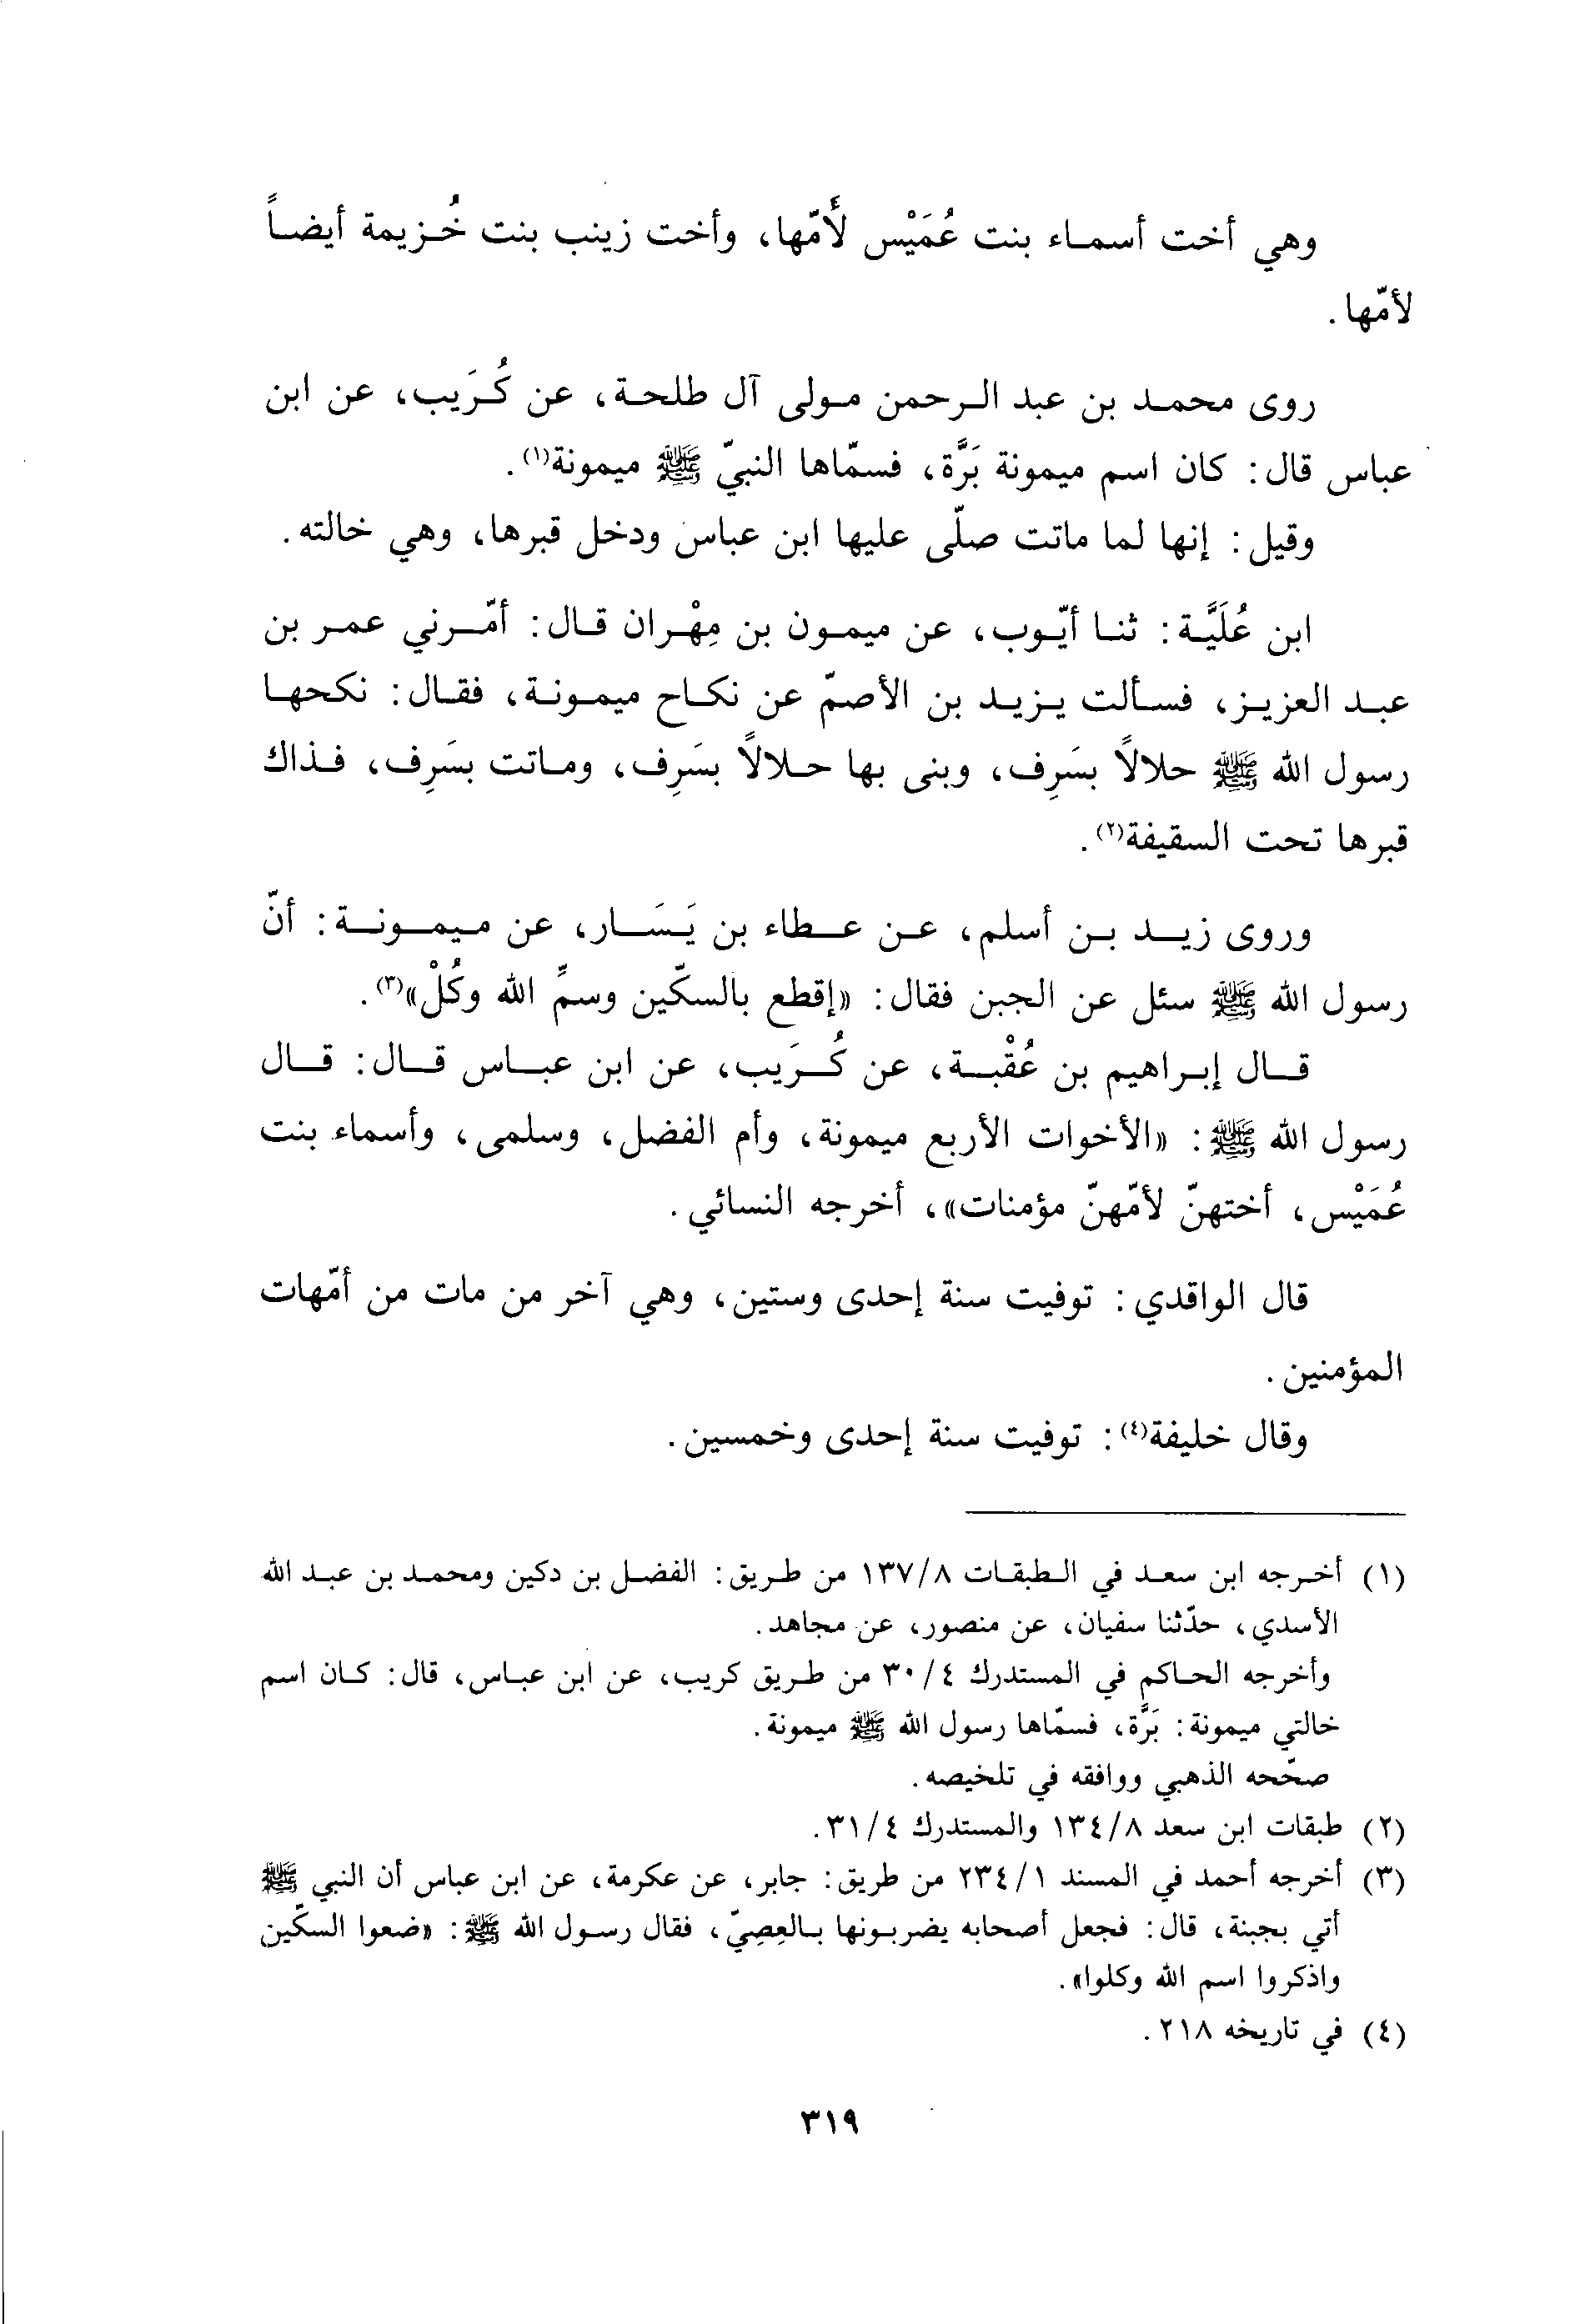 وهي أخت أسماء بنت عُمَيْس لأُمّها، وأخت زينب بنت خُزيمة أيضاً
لأمّها.
روى محمد بن عبد الرحمن مولى آل طلحة، عن كُرَيب، عن ابن
عباس قال: كان اسم ميمونة بَرَّة، فسمّاها النبيّ ﷺ ميمونة(١).
وقيل: إنها لما ماتت صلّى عليها ابن عباس ودخل قبرها، وهي خالته.
ابن عُلَيَّة: ثنا أيّوب، عن ميمون بن مِهْران قال: أمّرني عمر بن
عبد العزيز، فسألت يزيد بن الأصمّ عن نكاح ميمونة، فقال: نكحها
رسول الله ﷺ حلالاً بسَرِف، وبنى بها حلالاً بسَرِف، وماتت بسَرِف، فذاك
قبرها تحت السقيفة(٢).
وروى زيد بن أسلم، عن عطاء بن يَسَار، عن ميمونة: أنّ
رسول الله ﷺ سئل عن الجبن فقال: «إقطع بالسكّين وسمِّ الله وكُلْ»(٣).
قال إبراهيم بن عُقْبة، عن كُرَيب، عن ابن عباس قال: قال
رسول الله ﷺ: «الأخوات الأربع ميمونة، وأم الفضل، وسلمى، وأسماء بنت
عُمَيْس، أختهنّ لأمّهنّ مؤمنات»، أخرجه النسائي.
قال الواقدي: توفيت سنة إحدى وستين، وهي آخر من مات من أمّهات
المؤمنين.
وقال خليفة(٤): توفيت سنة إحدى وخمسين.
(١) أخرجه ابن سعد في الطبقات ١٣٧/٨ من طريق: الفضل بن دكين ومحمد بن عبد الله
الأسدي، حدّثنا سفيان، عن منصور، عن مجاهد.
وأخرجه الحاكم في المستدرك ٣٠/٤ من طريق كريب، عن ابن عباس، قال: كان اسم
خالتي ميمونة: بَرَّة، فسمّاها رسول الله ﷺ ميمونة.
صحّحه الذهبي ووافقه في تلخيصه.
(٢) طبقات ابن سعد ١٣٤/٨ والمستدرك ٣١/٤.
(٣) أخرجه أحمد في المسند ٢٣٤/١ من طريق: جابر، عن عكرمة، عن ابن عباس أن النبي ﷺ
أتي بجبنة، قال: فجعل أصحابه يضربونها بالعِصِيّ، فقال رسول الله ﷺ: «ضعوا السكّين
واذكروا اسم الله وكلوا».
(٤) في تاريخه ٢١٨.
٣١٩